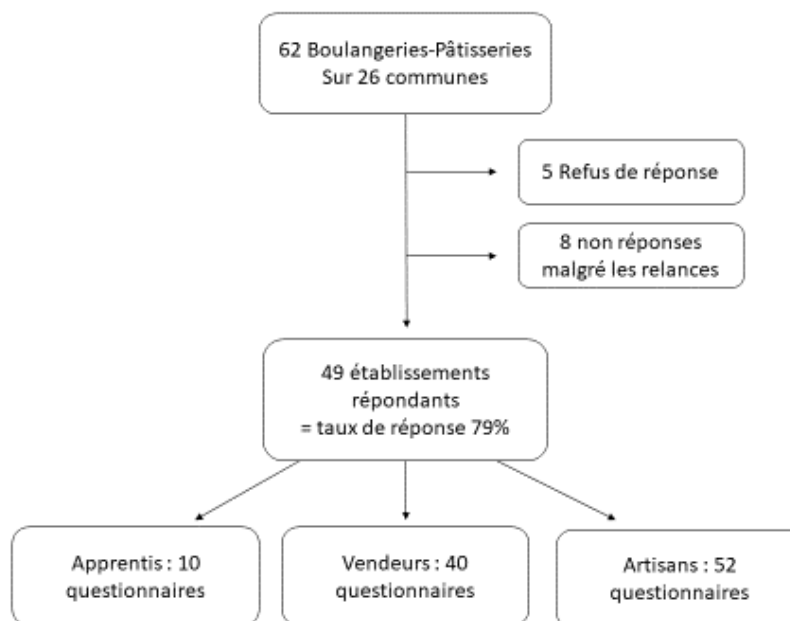 62 Boulangeries-Pâtisseries
Sur 26 communes
5 Refus de réponse
8 non réponses
malgré les relances
49 établissements
répondants
= taux de réponse 79%
Apprentis : 10
questionnaires
Vendeurs : 40
questionnaires
Artisans : 52
questionnaires